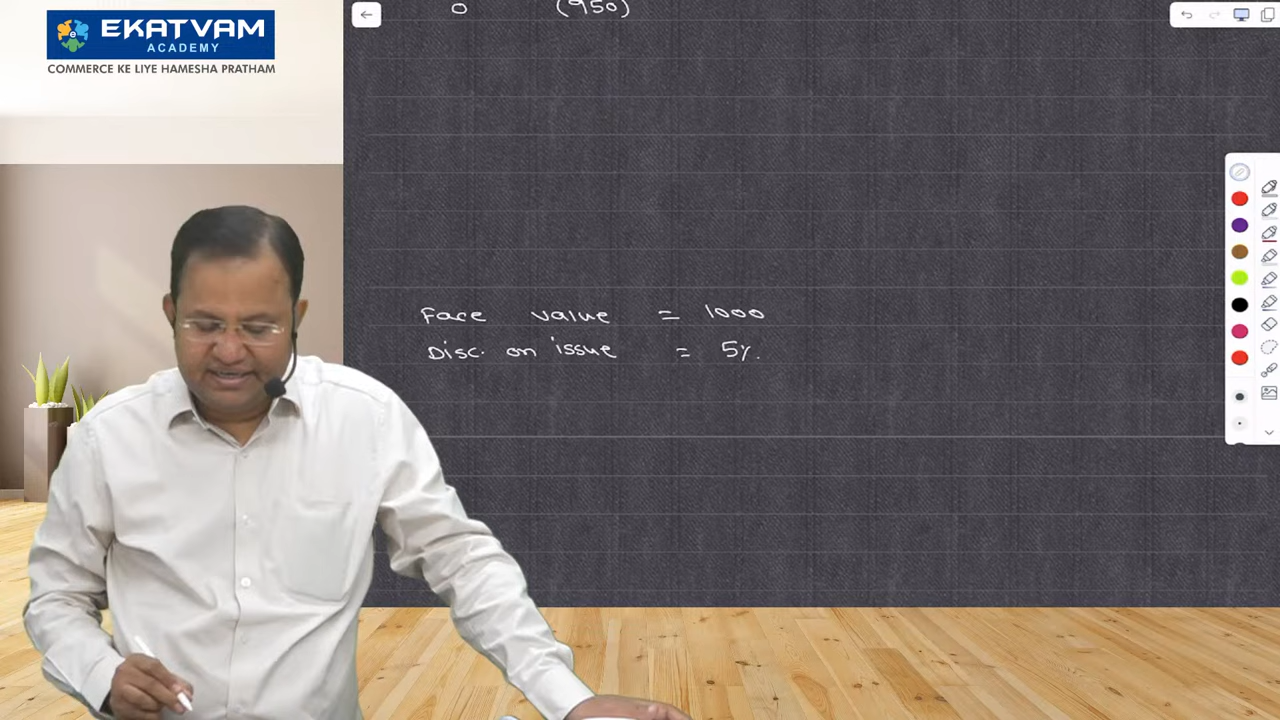 EKATVAM
ACADEMY
COMMERCE KE LIYE HAMESHA PRATHAM
0 (950)
Face value = 1000
Disc. on issue = 5%.